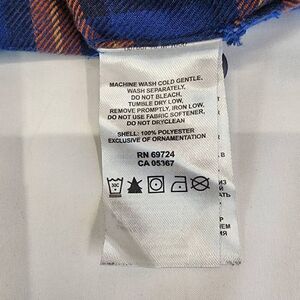 MACHINE WASH COLD GENTLE,
WASH SEPARATELY,
DO NOT BLEACH,
TUMBLE DRY LOW,
REMOVE PROMPTLY, IRON LOW,
DO NOT USE FABRIC SOFTENER,
DO NOT DRYCLEAN
SHELL: 100% POLYESTER
EXCLUSIVE OF ORNAMENTATION
RN 69724
CA 05367
30C